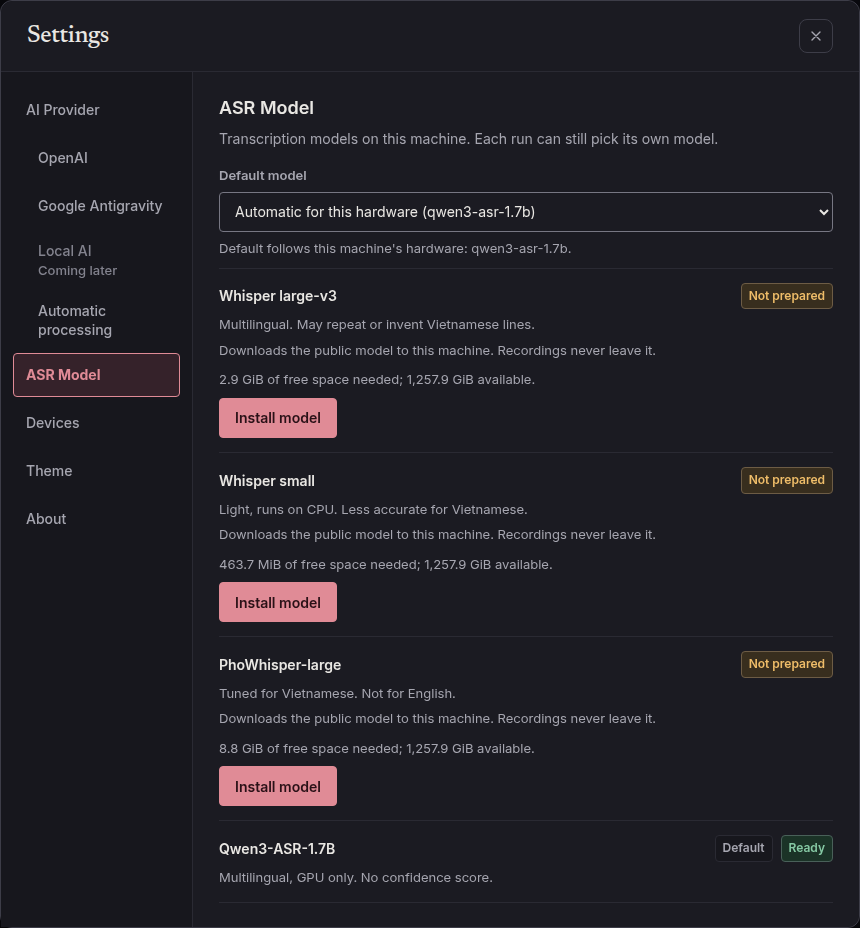 Settings
AI Provider
OpenAI
Google Antigravity
Local AI
Coming later
Automatic
processing
ASR Model
Devices
Theme
About
ASR Model
Transcription models on this machine. Each run can still pick its own model.
Default model
Automatic for this hardware (qwen3-asr-1.7b)
Default follows this machine's hardware: qwen3-asr-1.7b.
Whisper large-v3
Not prepared
Multilingual. May repeat or invent Vietnamese lines.
Downloads the public model to this machine. Recordings never leave it.
2.9 GiB of free space needed; 1,257.9 GiB available.
Install model
Whisper small
Not prepared
Light, runs on CPU. Less accurate for Vietnamese.
Downloads the public model to this machine. Recordings never leave it.
463.7 MiB of free space needed; 1,257.9 GiB available.
Install model
PhoWhisper-large
Not prepared
Tuned for Vietnamese. Not for English.
Downloads the public model to this machine. Recordings never leave it.
8.8 GiB of free space needed; 1,257.9 GiB available.
Install model
Qwen3-ASR-1.7B
Default
Ready
Multilingual, GPU only. No confidence score.